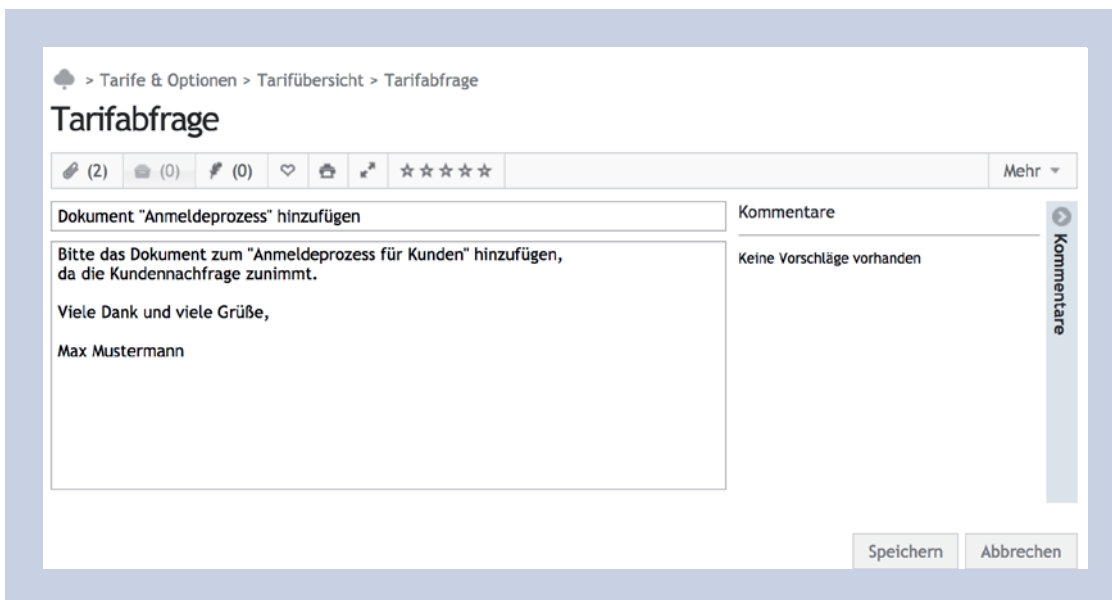 > Tarife & Optionen > Tarifübersicht > Tarifabfrage
Tarifabfrage
(2) (0) (0) Mehr
Dokument "Anmeldeprozess" hinzufügen
Kommentare
Bitte das Dokument zum "Anmeldeprozess für Kunden" hinzufügen,
da die Kundennachfrage zunimmt.
Viele Dank und viele Grüße,
Max Mustermann
Keine Vorschläge vorhanden
Kommentare
Speichern Abbrechen